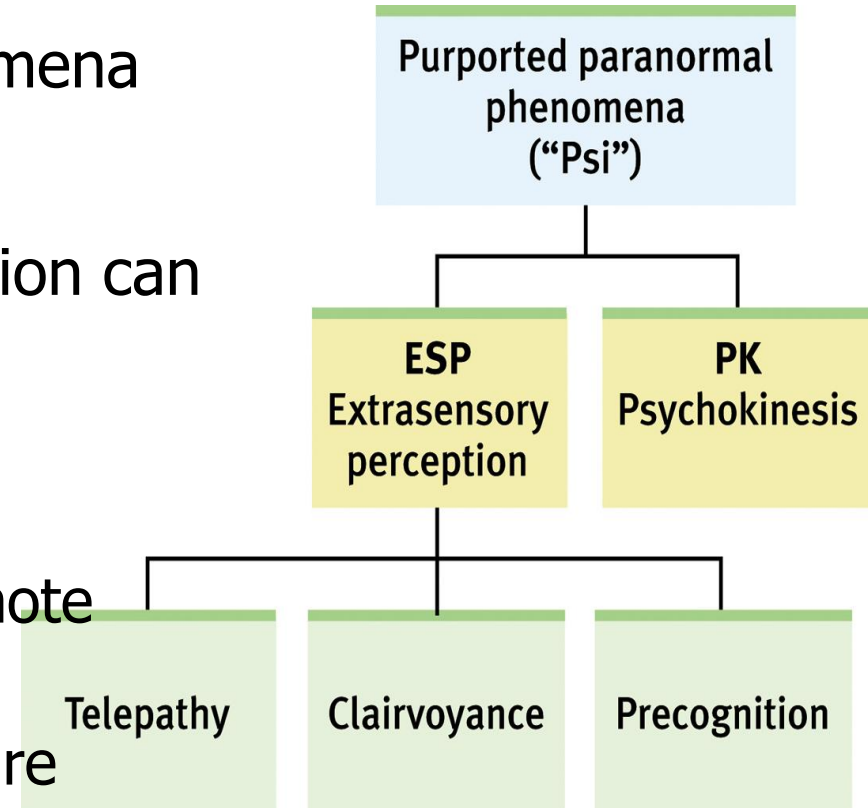 mena
ion can
note
re
Purported paranormal
phenomena
(“Psi”)
ESP
Extrasensory
perception
PK
Psychokinesis
Telepathy
Clairvoyance
Precognition